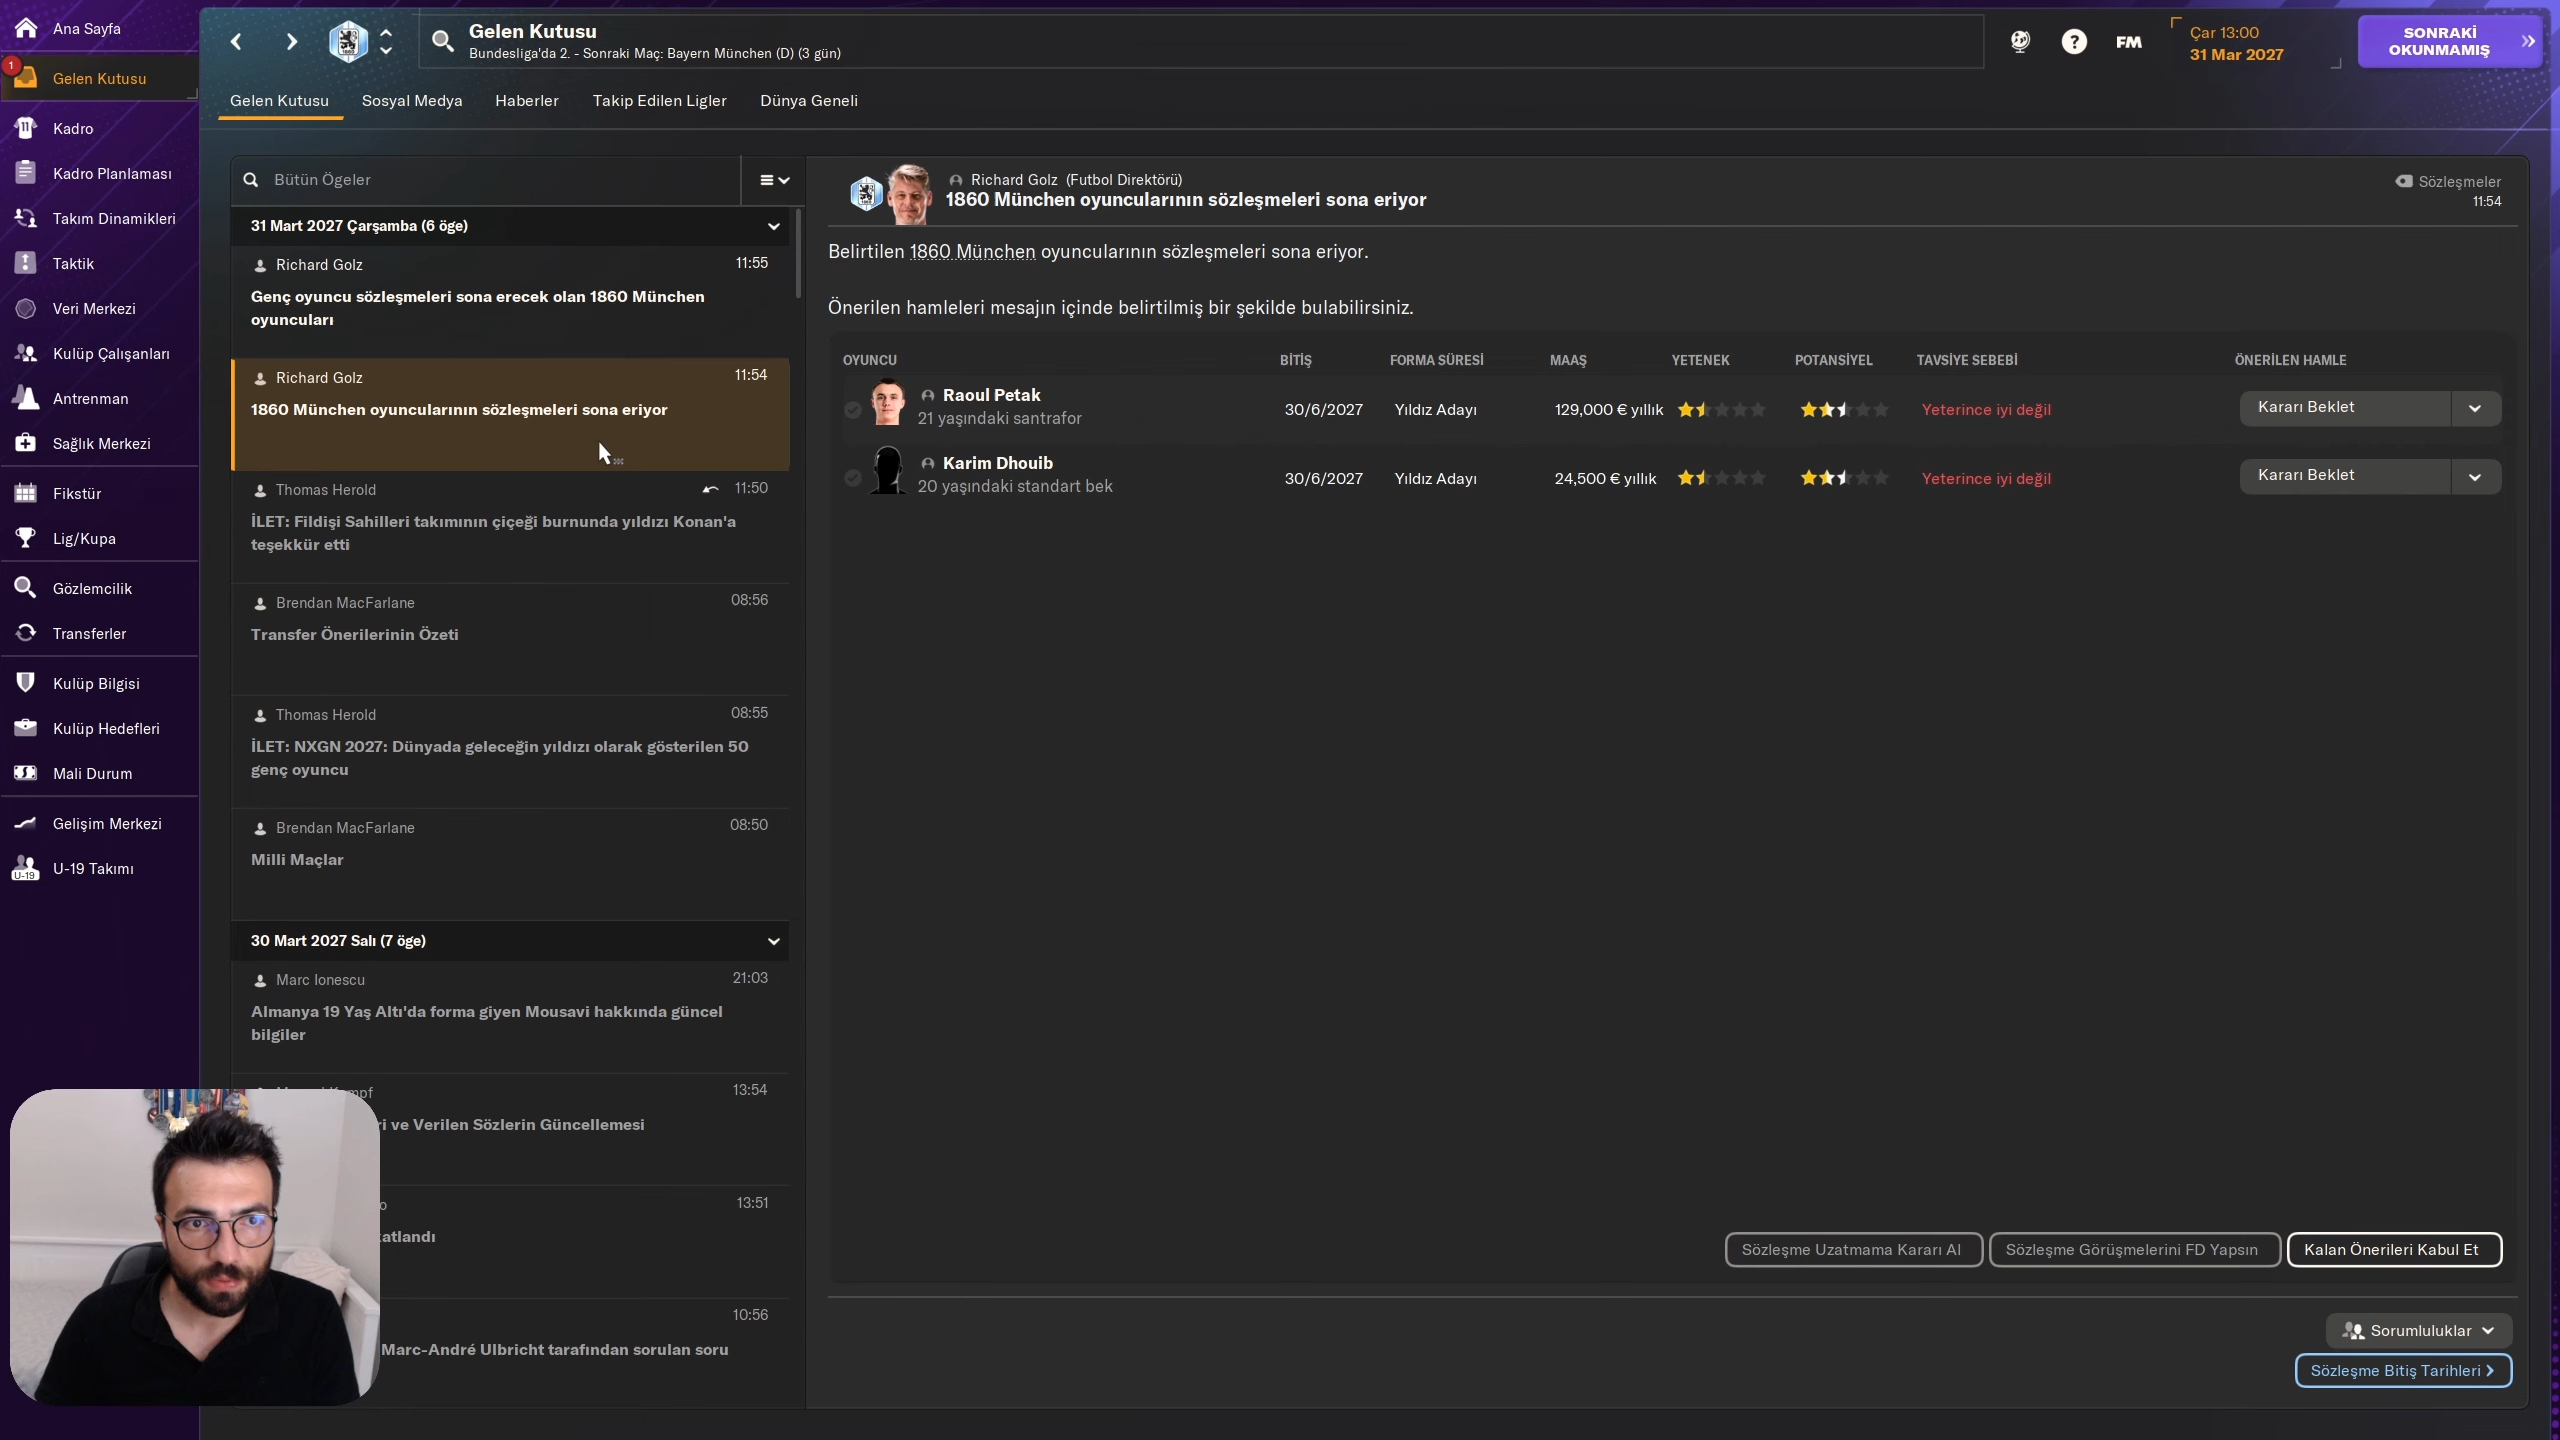 Ana Sayfa
1
Gelen Kutusu
Kadro
Kadro Planlaması
Takım Dinamikleri
Taktik
Veri Merkezi
Kulüp Çalışanları
Antrenman
Sağlık Merkezi
Fikstür
Lig/Kupa
Gözlemcilik
Transferler
Kulüp Bilgisi
Kulüp Hedefleri
Mali Durum
Gelişim Merkezi
U-19 Takımı
U-19
11
Gelen Kutusu
Bundesliga'da 2. - Sonraki Maç: Bayern München (D) (3 gün)
?
FM
Çar 13:00
31 Mar 2027
SONRAKİ
OKUNMAMIŞ
Gelen Kutusu
Sosyal Medya
Haberler
Takip Edilen Ligler
Dünya Geneli
Bütün Ögeler
31 Mart 2027 Çarşamba (6 öge)
Richard Golz 11:55
Genç oyuncu sözleşmeleri sona erecek olan 1860 München
oyuncuları
Richard Golz 11:54
1860 München oyuncularının sözleşmeleri sona eriyor
Thomas Herold 11:50
İLET: Fildişi Sahilleri takımının çiçeği burnunda yıldızı Konan'a
teşekkür etti
Brendan MacFarlane 08:56
Transfer Önerilerinin Özeti
Thomas Herold 08:55
İLET: NXGN 2027: Dünyada geleceğin yıldızı olarak gösterilen 50
genç oyuncu
Brendan MacFarlane 08:50
Milli Maçlar
30 Mart 2027 Salı (7 öge)
Marc Ionescu 21:03
Almanya 19 Yaş Altı'da forma giyen Mousavi hakkında güncel
bilgiler
13:54
ve Verilen Sözlerin Güncellemesi
13:51
10:56
Marc-André Ulbricht tarafından sorulan soru
Richard Golz (Futbol Direktörü)
1860 München oyuncularının sözleşmeleri sona eriyor
Sözleşmeler
11:54
Belirtilen 1860 München oyuncularının sözleşmeleri sona eriyor.
Önerilen hamleleri mesajın içinde belirtilmiş bir şekilde bulabilirsiniz.
OYUNCU BİTİŞ FORMA SÜRESİ MAAŞ YETENEK POTANSİYEL TAVSİYE SEBEBİ ÖNERİLEN HAMLE
Raoul Petak
21 yaşındaki santrafor
30/6/2027 Yıldız Adayı 129,000 € yıllık Yeterince iyi değil Kararı Beklet
Karim Dhouib
20 yaşındaki standart bek
30/6/2027 Yıldız Adayı 24,500 € yıllık Yeterince iyi değil Kararı Beklet
Sözleşme Uzatmama Kararı Al
Sözleşme Görüşmelerini FD Yapsın
Kalan Önerileri Kabul Et
Sorumluluklar
Sözleşme Bitiş Tarihleri